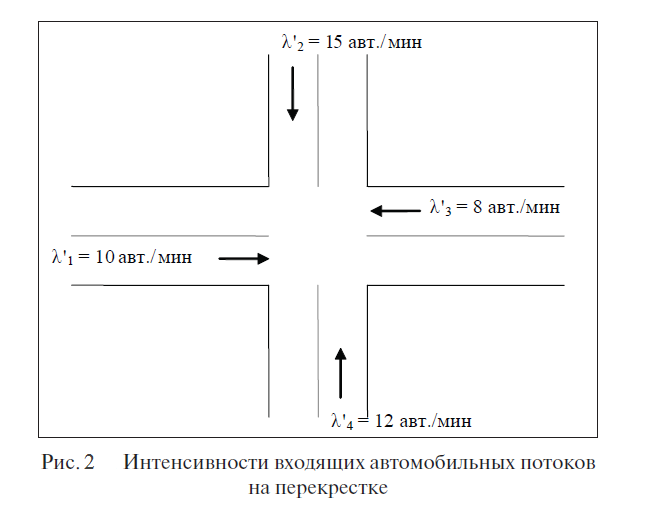 λ'₂ = 15 авт./мин
λ'₃ = 8 авт./мин
λ'₁ = 10 авт./мин
λ'₄ = 12 авт./мин
Рис. 2 Интенсивности входящих автомобильных потоков
на перекрестке